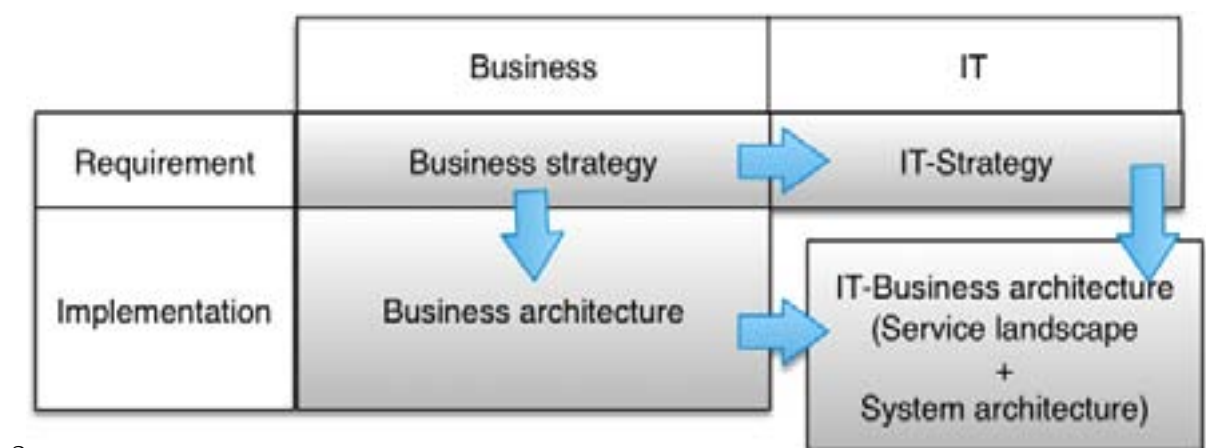 Business
IT
Requirement
Business strategy
IT-Strategy
Implementation
Business architecture
IT-Business architecture
(Service landscape
+
System architecture)